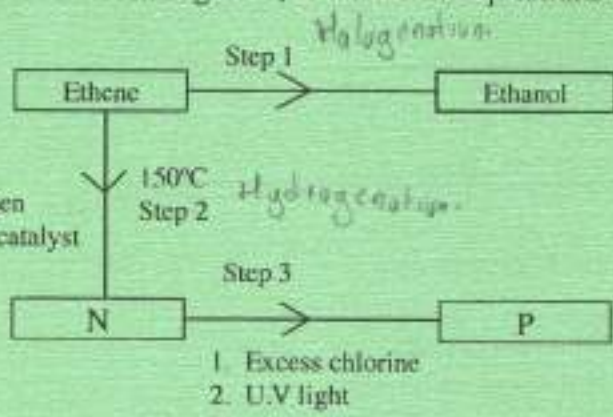 Halogenation.
Step 1
Ethene
Ethanol
150°C
Step 2
Hydrogenation.
en
catalyst
Step 3
N
P
1. Excess chlorine
2. U.V light